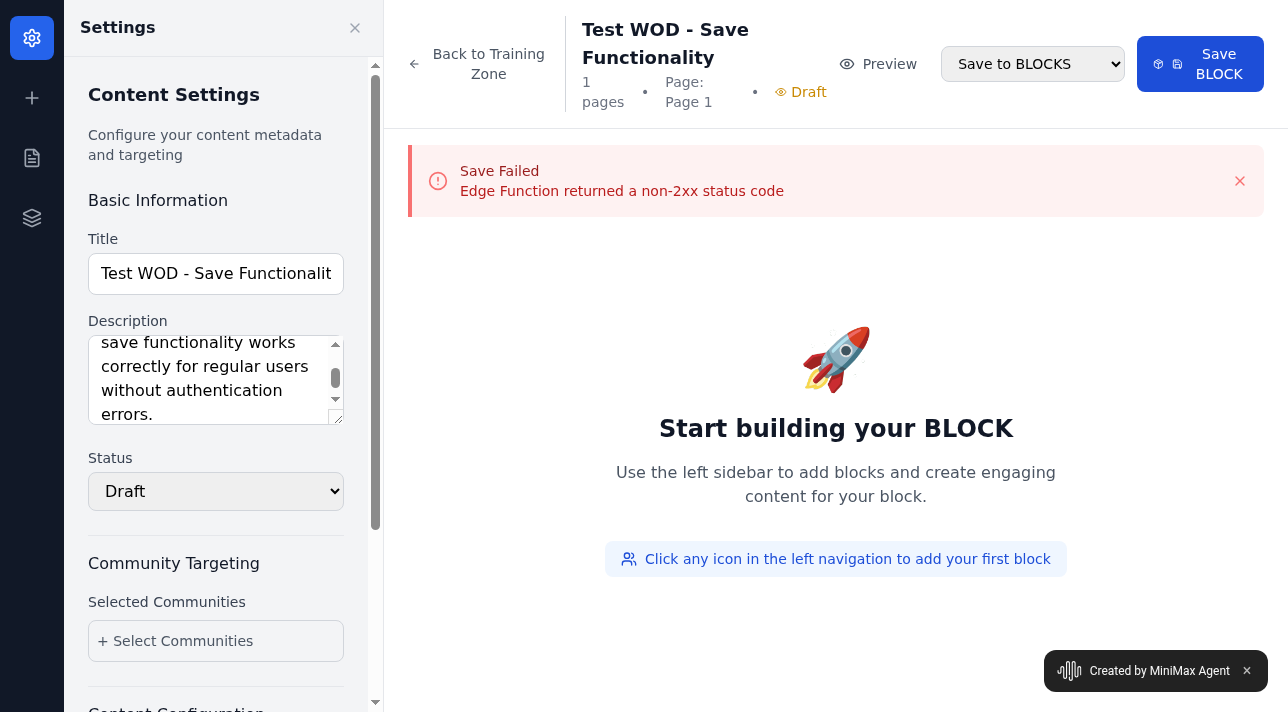 Settings
Content Settings
Configure your content metadata
and targeting
Basic Information
Title
Test WOD - Save Functionalit
Description
save functionality works
correctly for regular users
without authentication
errors.
Status
Draft
Community Targeting
Selected Communities
+ Select Communities
Content Configuration
Back to Training
Zone
Test WOD - Save
Functionality
1
pages
•
Page:
Page 1
•
Draft
Preview
Save to BLOCKS
Save
BLOCK
Save Failed
Edge Function returned a non-2xx status code
Start building your BLOCK
Use the left sidebar to add blocks and create engaging
content for your block.
Click any icon in the left navigation to add your first block
Created by MiniMax Agent